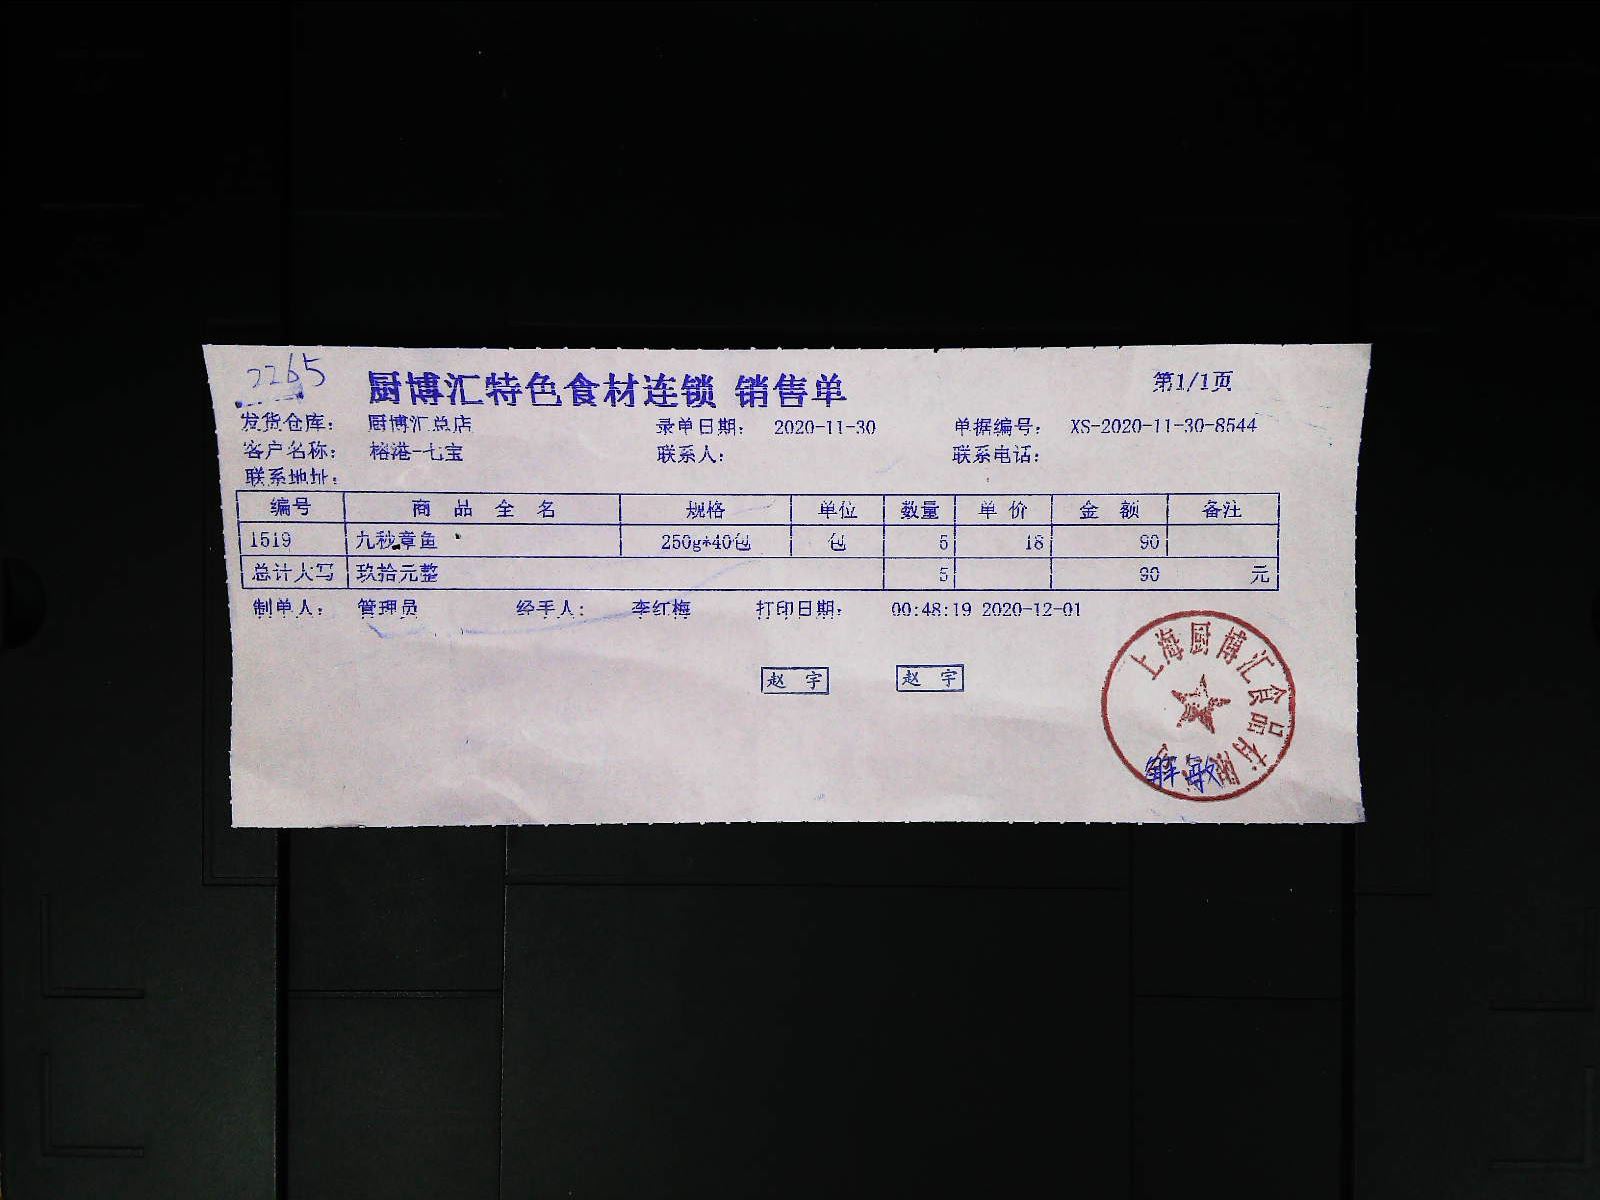 2265
厨博汇特色食材连锁 销售单
第1/1页
发货仓库： 厨博汇总店 录单日期： 2020-11-30 单据编号： XS-2020-11-30-8544
客户名称： 榕港-七宝 联系人： 联系电话：
联系地址：
编号 商品全名 规格 单位 数量 单价 金额 备注
1519 九秒章鱼 250g*40包 包 5 18 90
总计大写 玖拾元整 5 90 元
制单人： 管理员 经手人： 李红梅 打印日期： 00:48:19 2020-12-01
赵宇 赵宇
上海厨博汇食品有限公司
解敏